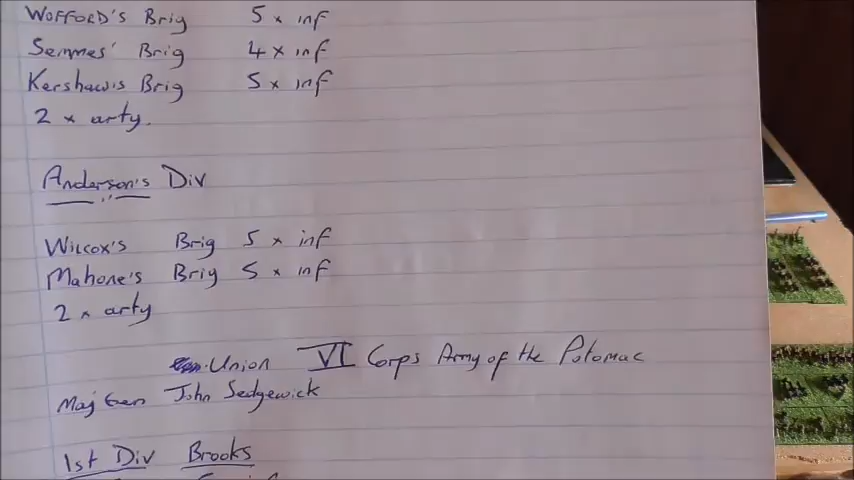 Wofford's Brig 5 x inf
Semmes' Brig 4 x inf
Kershaw's Brig 5 x inf
2 x arty.
Anderson's Div
Wilcox's Brig 5 x inf
Mahone's Brig 5 x inf
2 x arty
Union VI Corps Army of the Potomac
Maj Gen John Sedgewick
1st Div Brooks